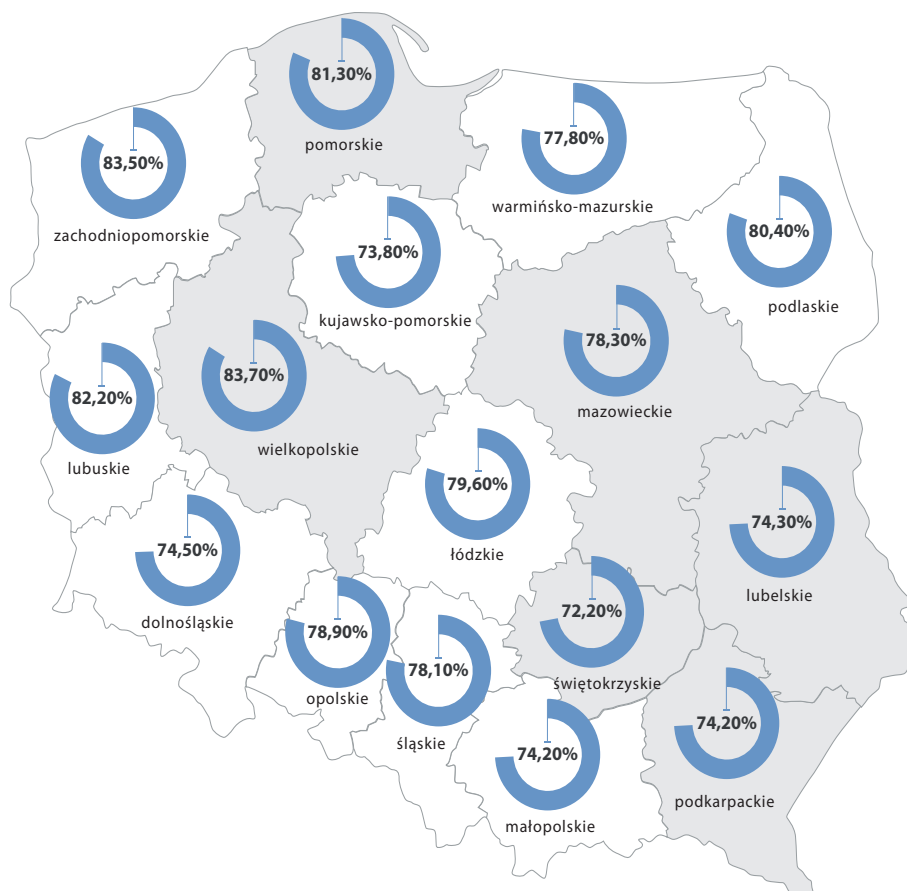 81,30%
pomorskie
83,50%
zachodniopomorskie
77,80%
warmińsko-mazurskie
73,80%
kujawsko-pomorskie
80,40%
podlaskie
78,30%
mazowieckie
83,70%
wielkopolskie
82,20%
lubuskie
79,60%
łódzkie
74,30%
lubelskie
74,50%
dolnośląskie
72,20%
świętokrzyskie
78,90%
opolskie
78,10%
śląskie
74,20%
małopolskie
74,20%
podkarpackie